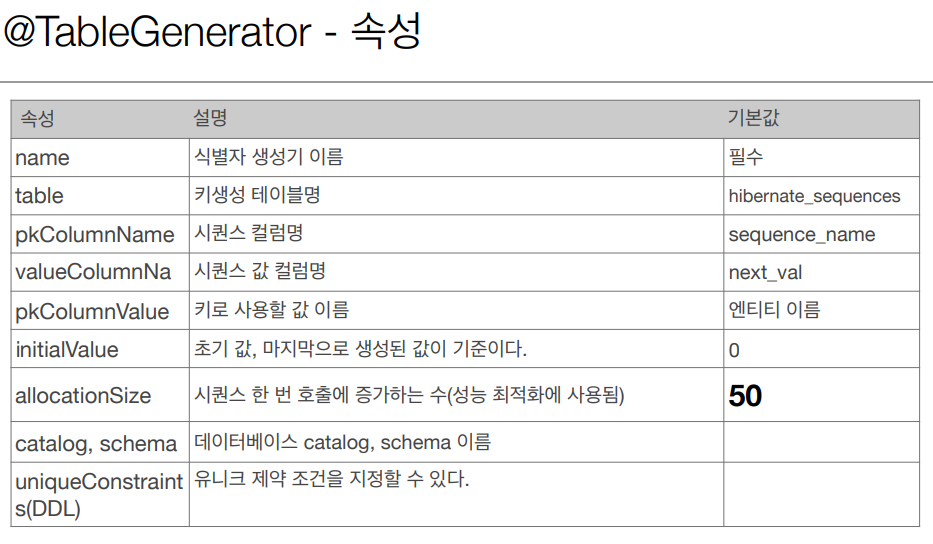 @TableGenerator - 속성
속성 설명 기본값
name 식별자 생성기 이름 필수
table 키생성 테이블명 hibernate_sequences
pkColumnName 시퀀스 컬럼명 sequence_name
valueColumnNa 시퀀스 값 컬럼명 next_val
pkColumnValue 키로 사용할 값 이름 엔티티 이름
initialValue 초기 값, 마지막으로 생성된 값이 기준이다. 0
allocationSize 시퀀스 한 번 호출에 증가하는 수(성능 최적화에 사용됨) 50
catalog, schema 데이터베이스 catalog, schema 이름
uniqueConstraint 유니크 제약 조건을 지정할 수 있다.
s(DDL)